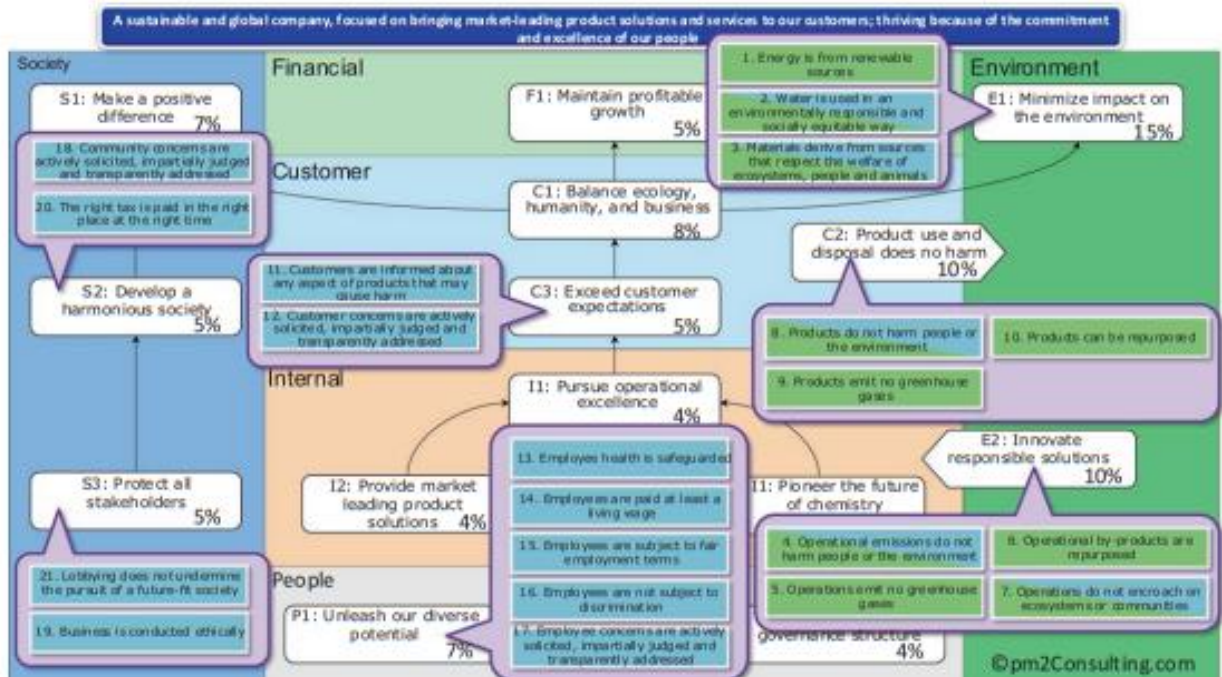 A sustainable and global company, focused on bringing market-leading product solutions and services to our customers; thriving because of the commitment
and excellence of our people
Society
S1: Make a positive
difference
7%
18. Community concerns are
actively solicited, impartially judged
and transparently addressed
20. The right tax is paid in the right
place at the right time
S2: Develop a
harmonious society
5%
S3: Protect all
stakeholders
5%
21. Lobbying does not undermine
the pursuit of a future-fit society
19. Business is conducted ethically
Financial
F1: Maintain profitable
growth
5%
Customer
C1: Balance ecology,
humanity, and business
8%
11. Customers are informed about
any aspect of products that may
cause harm
12. Customer concerns are actively
solicited, impartially judged and
transparently addressed
C3: Exceed customer
expectations
5%
C2: Product use and
disposal does no harm
10%
8. Products do not harm people or
the environment
10. Products can be repurposed
9. Products emit no greenhouse
gases
Internal
I1: Pursue operational
excellence
4%
I2: Provide market
leading product
solutions
4%
I1: Pioneer the future
of chemistry
13. Employee health is safeguarded
14. Employees are paid at least a
living wage
15. Employees are subject to fair
employment terms
16. Employees are not subject to
discrimination
17. Employee concerns are actively
solicited, impartially judged and
transparently addressed
People
P1: Unleash our diverse
potential
7%
governance structure
4%
Environment
1. Energy is from renewable
sources
2. Water is used in an
environmentally responsible and
socially equitable way
3. Materials derive from sources
that respect the welfare of
ecosystems, people and animals
E1: Minimize impact on
the environment
15%
E2: Innovate
responsible solutions
10%
4. Operational emissions do not
harm people or the environment
6. Operational by-products are
repurposed
5. Operations emit no greenhouse
gases
7. Operations do not encroach on
ecosystems or communities
©pm2Consulting.com